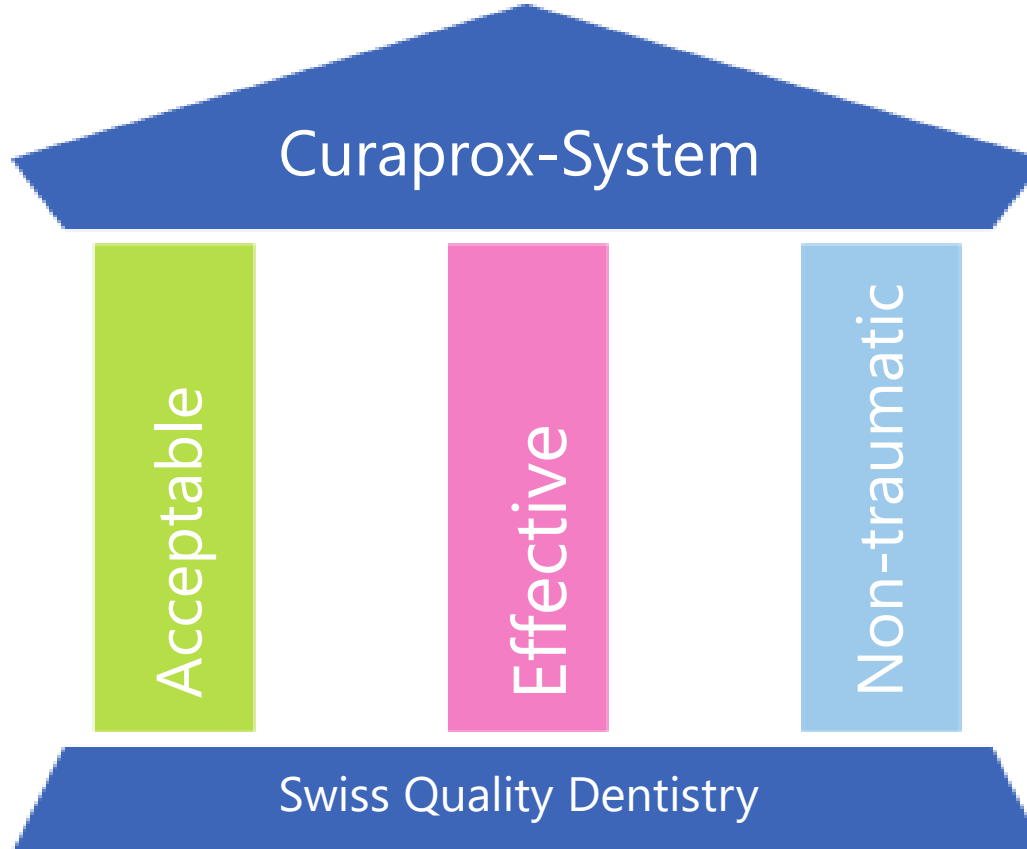 Curaprox-System
Acceptable
Effective
Non-traumatic
Swiss Quality Dentistry